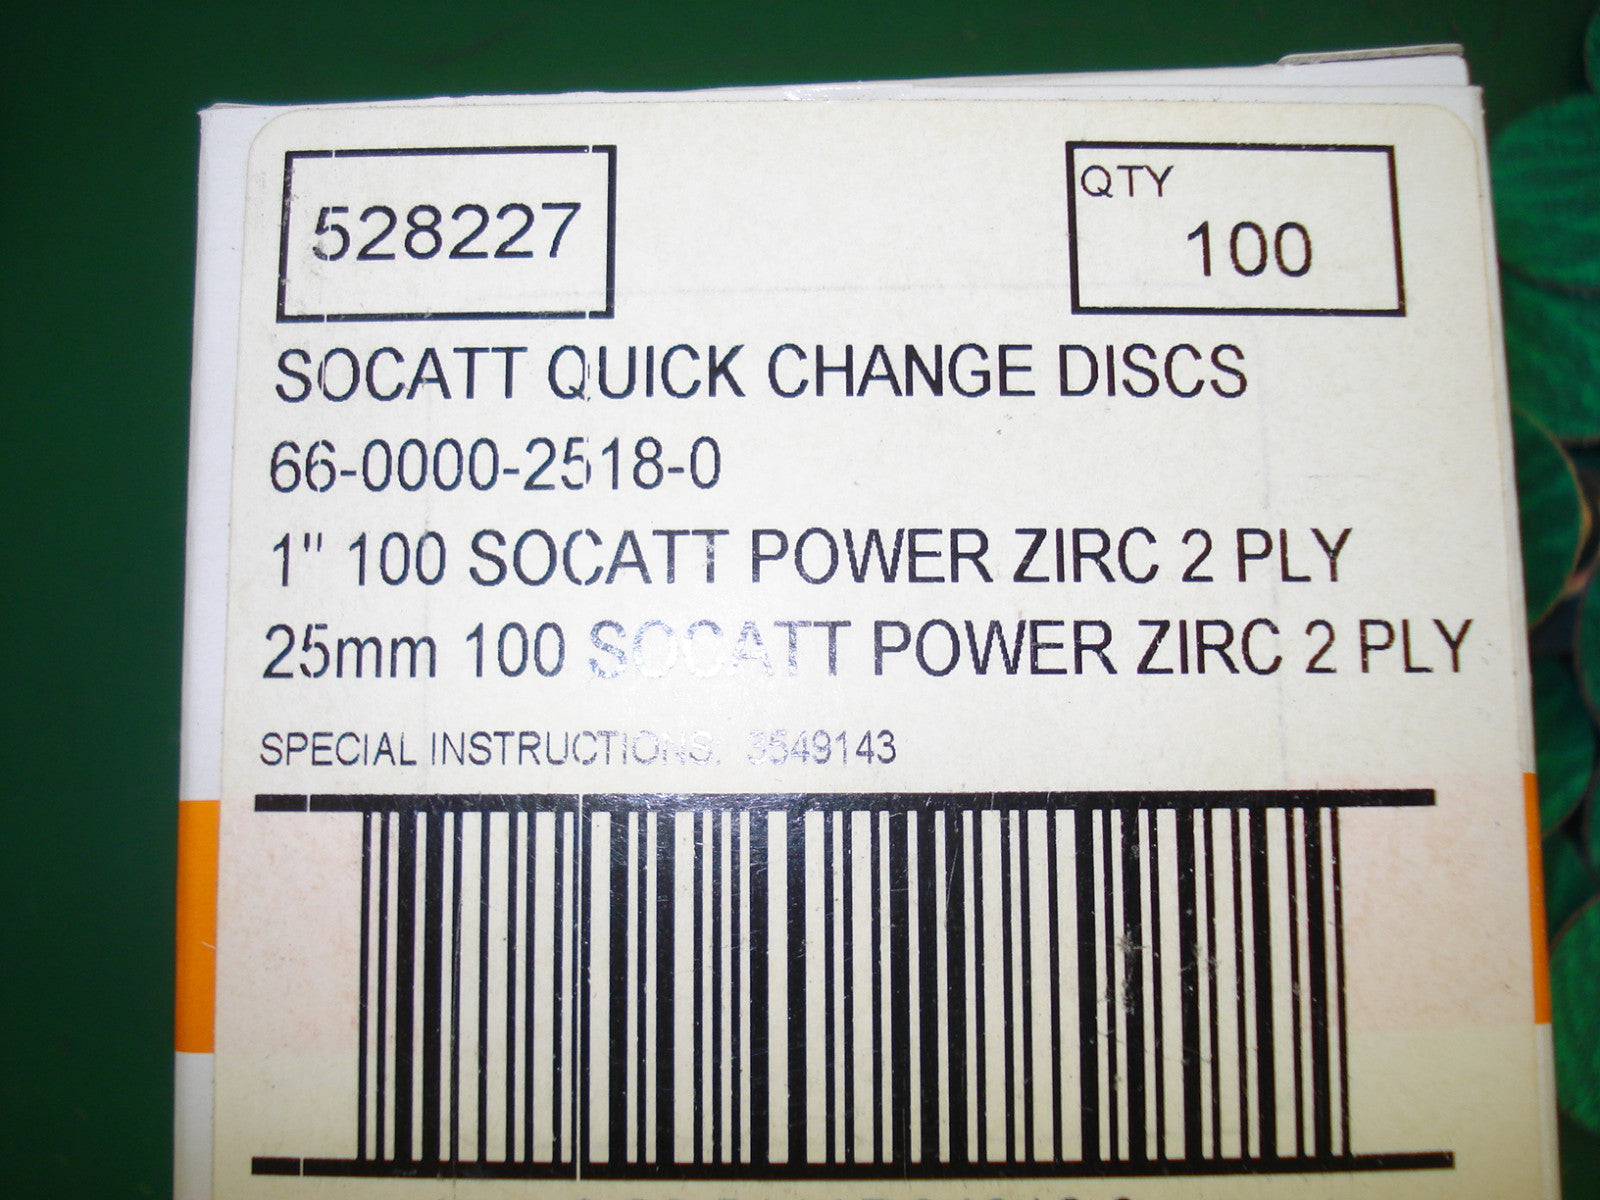 528227
QTY
100
SOCATT QUICK CHANGE DISCS
66-0000-2518-0
1" 100 SOCATT POWER ZIRC 2 PLY
25mm 100 SOCATT POWER ZIRC 2 PLY
SPECIAL INSTRUCTIONS: 3549143